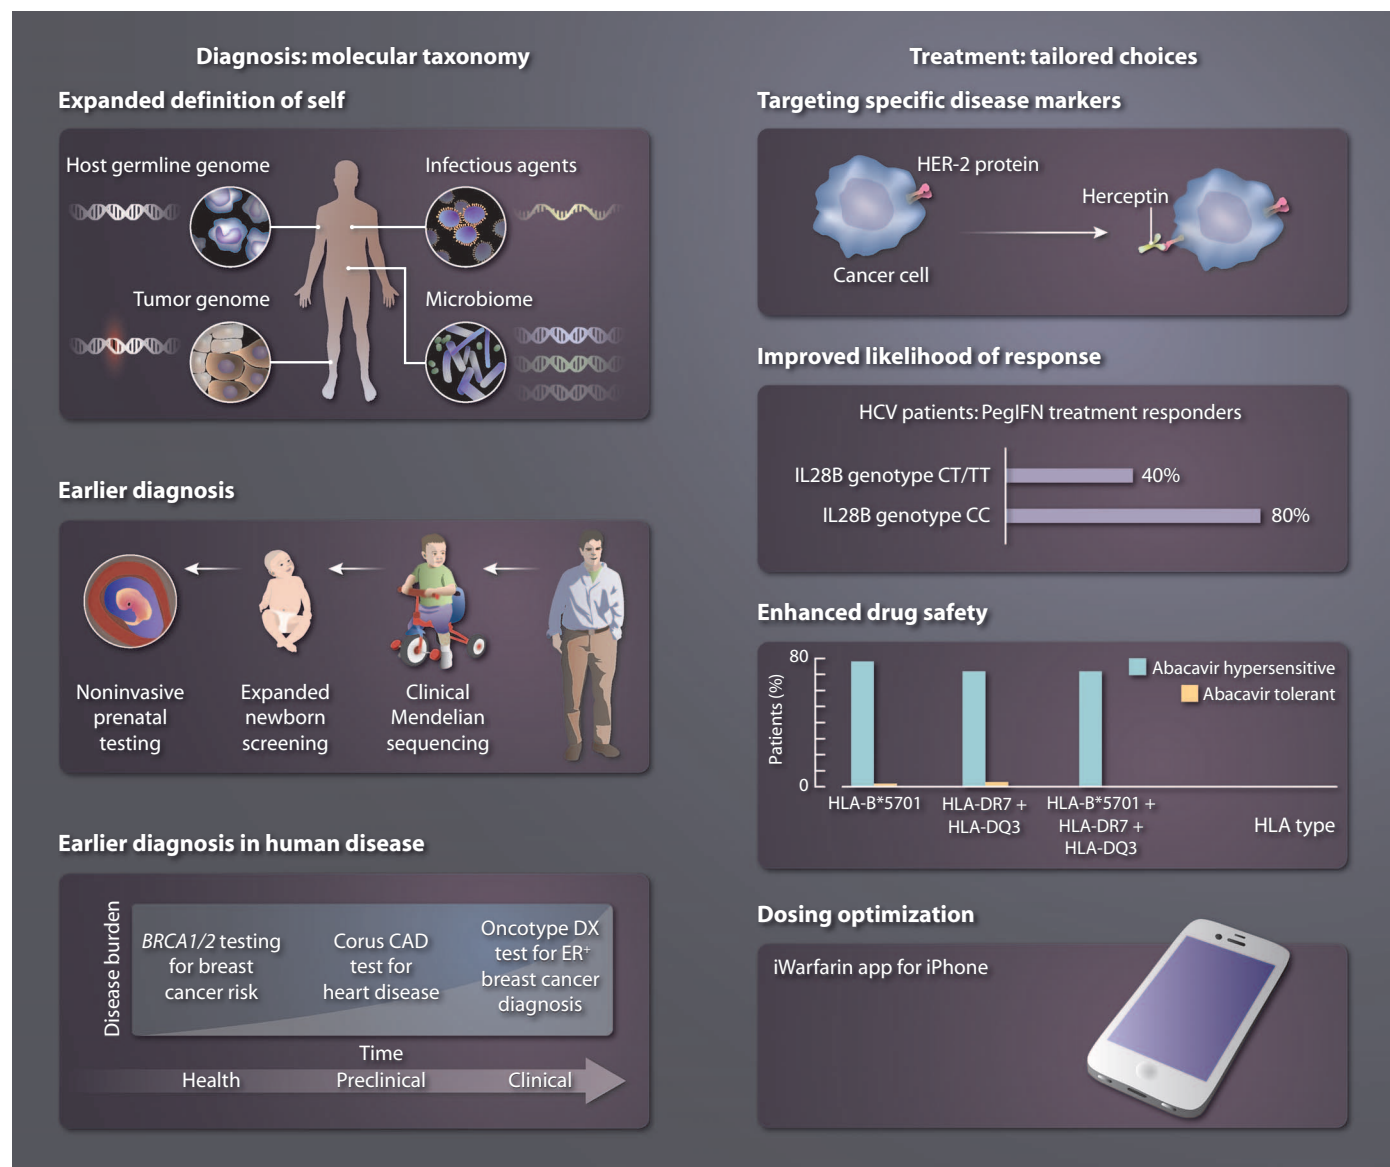 Diagnosis: molecular taxonomy
Expanded definition of self
Host germline genome
Infectious agents
Tumor genome
Microbiome
Earlier diagnosis
Noninvasive
prenatal
testing
Expanded
newborn
screening
Clinical
Mendelian
sequencing
Earlier diagnosis in human disease
Disease burden
BRCA1/2 testing
for breast
cancer risk
Corus CAD
test for
heart disease
Oncotype DX
test for ER⁺
breast cancer
diagnosis
Time
Health
Preclinical
Clinical
Treatment: tailored choices
Targeting specific disease markers
HER-2 protein
Herceptin
Cancer cell
Improved likelihood of response
HCV patients: PegIFN treatment responders
IL28B genotype CT/TT
40%
IL28B genotype CC
80%
Enhanced drug safety
Patients (%)
80
0
Abacavir hypersensitive
Abacavir tolerant
HLA-B*5701
HLA-DR7 +
HLA-DQ3
HLA-B*5701 +
HLA-DR7 +
HLA-DQ3
HLA type
Dosing optimization
iWarfarin app for iPhone